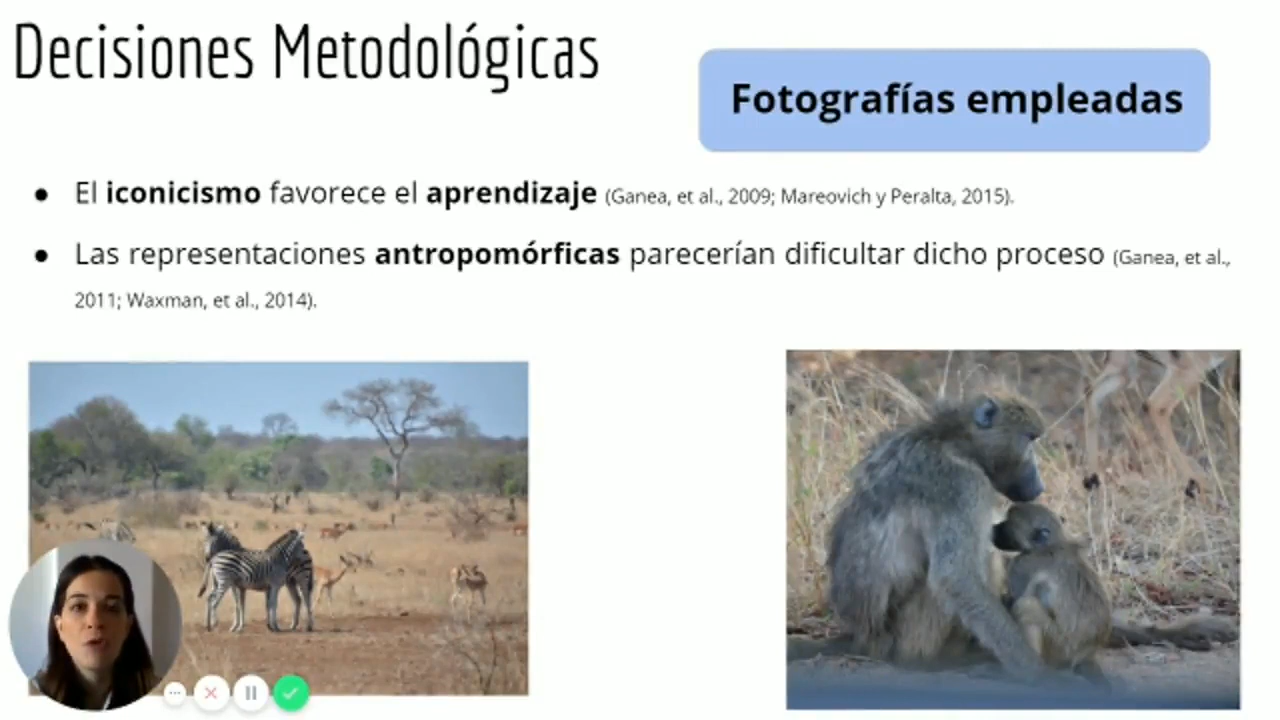 Decisiones Metodológicas
Fotografías empleadas
● El iconicismo favorece el aprendizaje (Ganea, et al., 2009; Mareovich y Peralta, 2015).
● Las representaciones antropomórficas parecerían dificultar dicho proceso (Ganea, et al.,
2011; Waxman, et al., 2014).